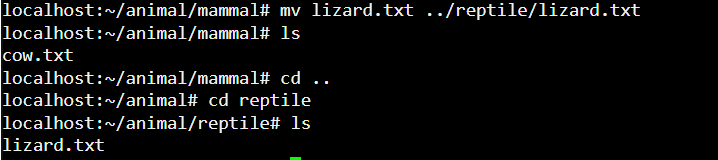 localhost:~/animal/mammal# mv lizard.txt ../reptile/lizard.txt
localhost:~/animal/mammal# ls
cow.txt
localhost:~/animal/mammal# cd ..
localhost:~/animal# cd reptile
localhost:~/animal/reptile# ls
lizard.txt